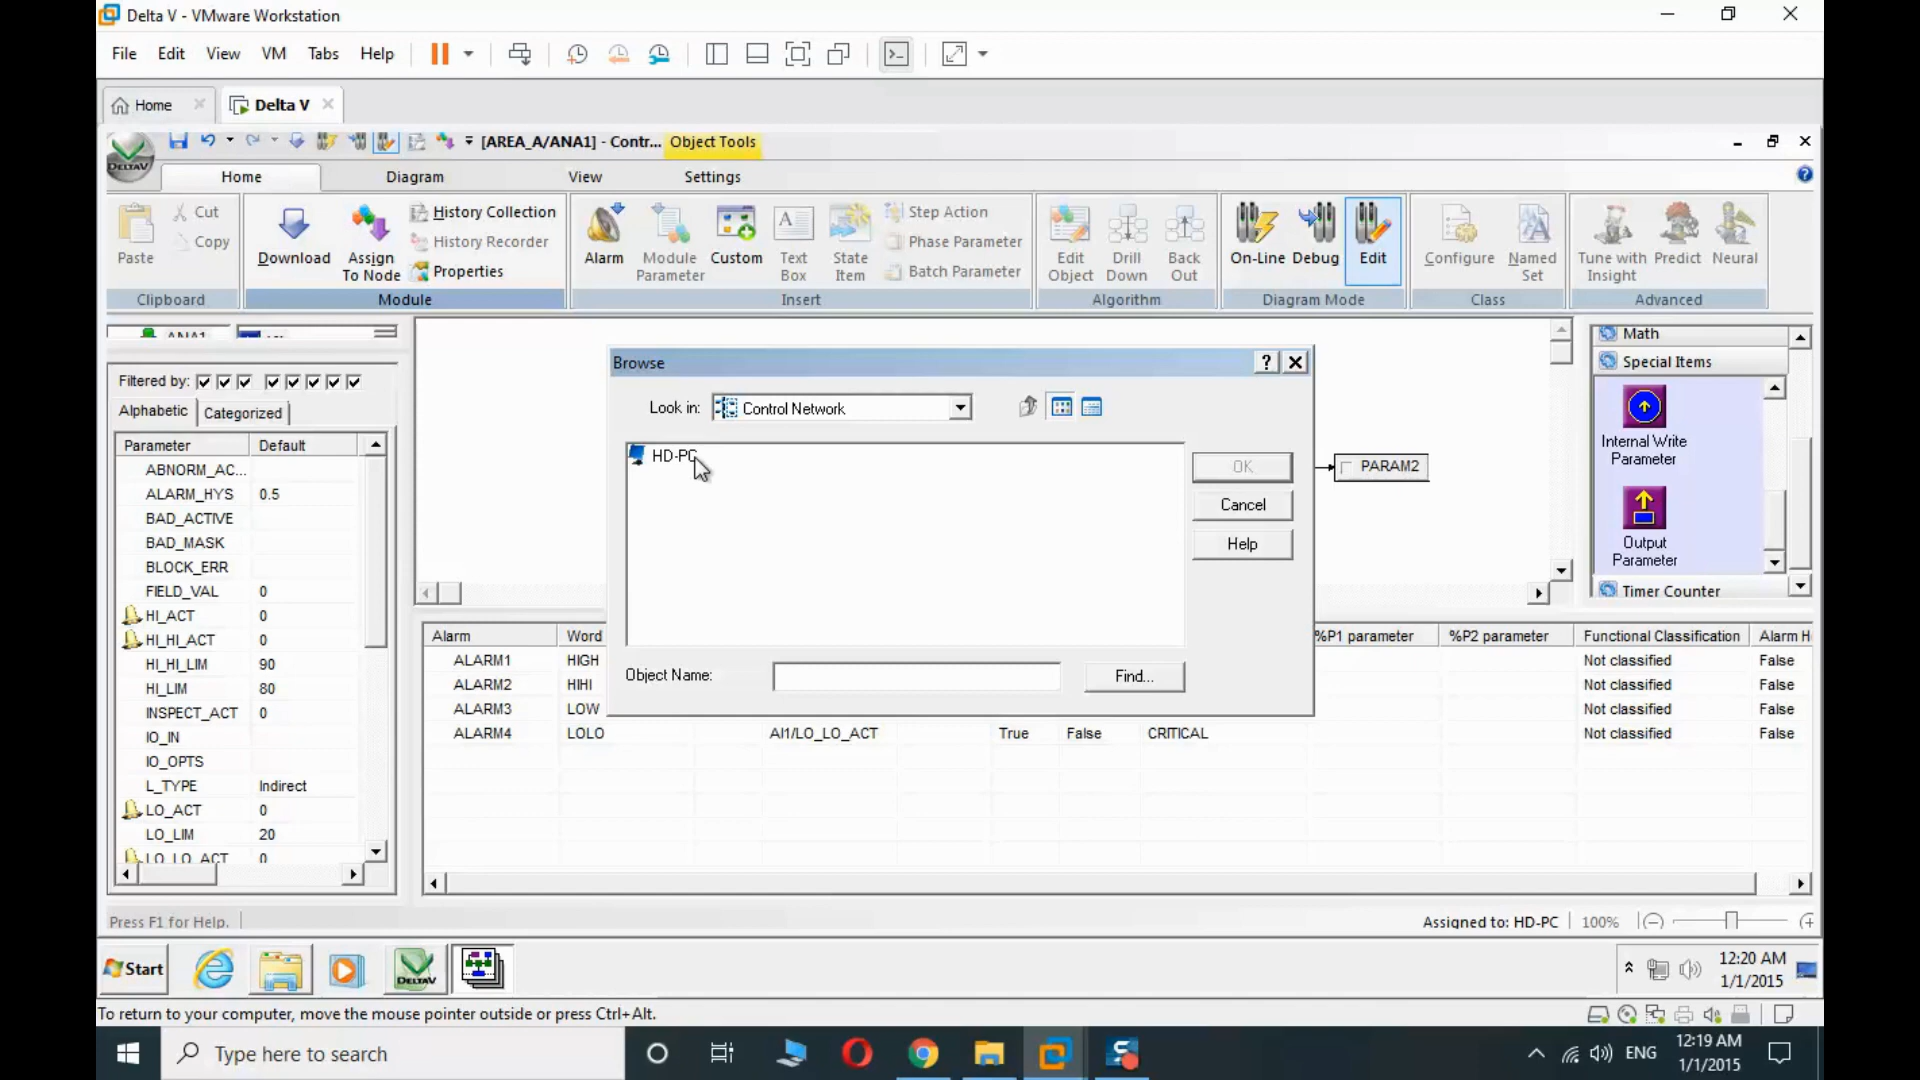 Delta V - VMware Workstation
File Edit View VM Tabs Help
Home Delta V
[AREA_A/ANA1] - Contr... Object Tools
DELTAV
Home Diagram View Settings
Paste Cut Copy
Clipboard
Download Assign To Node History Collection History Recorder Properties
Module
Alarm Module Parameter Custom Text Box State Item Step Action Phase Parameter Batch Parameter
Insert
Edit Object Drill Down Back Out
Algorithm
On-Line Debug Edit
Diagram Mode
Configure Named Set
Class
Tune with Insight Predict Neural
Advanced
ANA1
Filtered by:
Alphabetic Categorized
Parameter Default
ABNORM_AC...
ALARM_HYS 0.5
BAD_ACTIVE
BAD_MASK
BLOCK_ERR
FIELD_VAL 0
HI_ACT 0
HI_HI_ACT 0
HI_HI_LIM 90
HI_LIM 80
INSPECT_ACT 0
IO_IN
IO_OPTS
L_TYPE Indirect
LO_ACT 0
LO_LIM 20
LO_LO_ACT 0
Browse
Look in: Control Network
HD-PC
OK
Cancel
Help
Object Name: Find...
PARAM2
Math
Special Items
Internal Write
Parameter
Output
Parameter
Timer Counter
Alarm Word %P1 parameter %P2 parameter Functional Classification Alarm H
ALARM1 HIGH Not classified False
ALARM2 HIHI Not classified False
ALARM3 LOW Not classified False
ALARM4 LOLO AI1/LO_LO_ACT True False CRITICAL Not classified False
Press F1 for Help. Assigned to: HD-PC 100%
Start DELTAV 12:20 AM
1/1/2015
To return to your computer, move the mouse pointer outside or press Ctrl+Alt.
Type here to search ENG 12:19 AM
1/1/2015